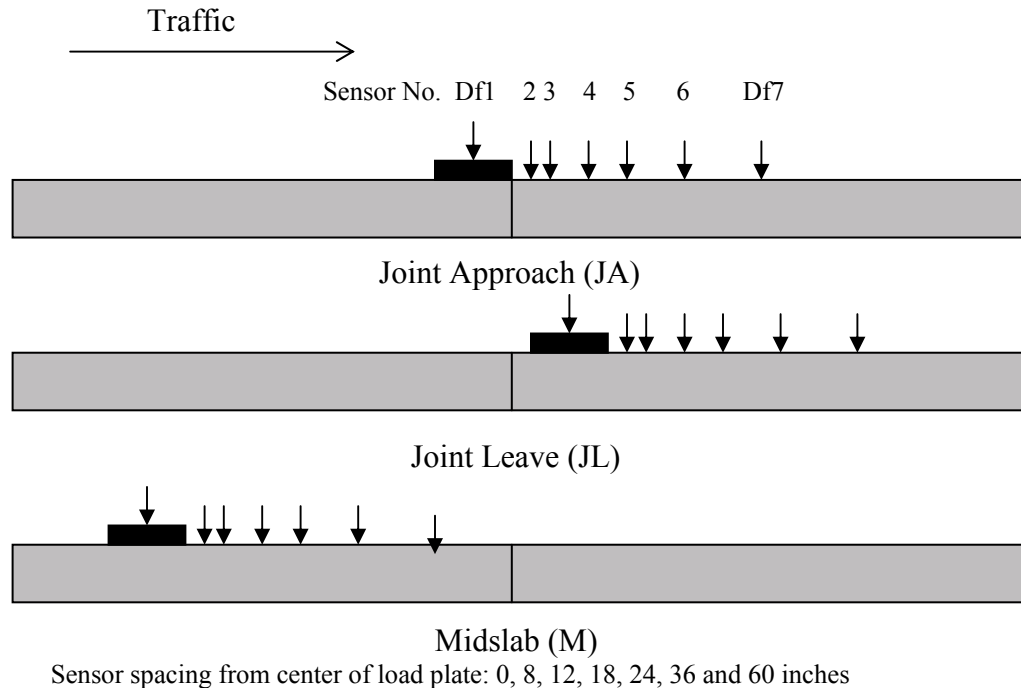 Traffic
Sensor No. Df1 2 3 4 5 6 Df7
Joint Approach (JA)
Joint Leave (JL)
Midslab (M)
Sensor spacing from center of load plate: 0, 8, 12, 18, 24, 36 and 60 inches